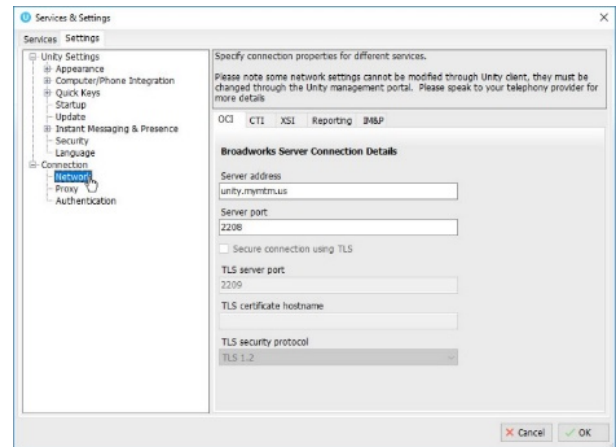 Services & Settings
Services Settings
Unity Settings
Appearance
Computer/Phone Integration
Quick Keys
Startup
Update
Instant Messaging & Presence
Security
Language
Connection
Network
Proxy
Authentication
Specify connection properties for different services.
Please note some network settings cannot be modified through Unity client, they must be
changed through the Unity management portal. Please speak to your telephony provider for
more details
OCI CTI XSI Reporting IM&P
Broadworks Server Connection Details
Server address
unity.mymtm.us
Server port
2208
Secure connection using TLS
TLS server port
2209
TLS certificate hostname
TLS security protocol
TLS 1.2
Cancel OK